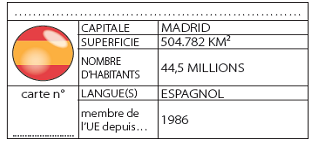 CAPITALE MADRID
SUPERFICIE 504.782 KM²
NOMBRE
D'HABITANTS 44,5 MILLIONS
carte n° LANGUE(S) ESPAGNOL
membre de
l'UE depuis... 1986